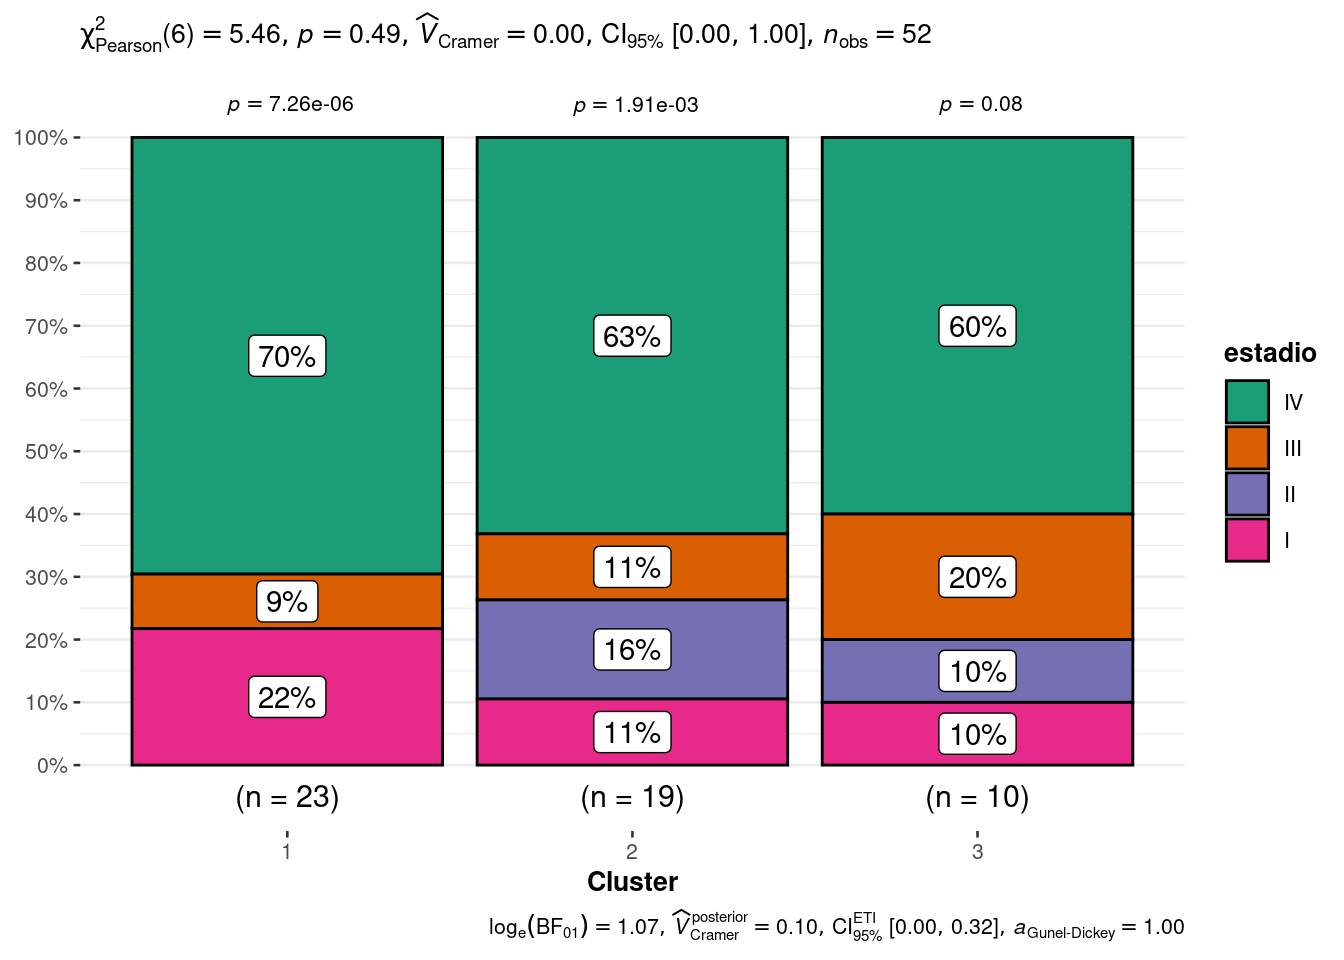 χ²Pearson(6) = 5.46, p = 0.49, V̂Cramer = 0.00, CI95% [0.00, 1.00], nobs = 52
p = 7.26e-06 p = 1.91e-03 p = 0.08
100%
90%
80%
70%
60%
50%
40%
30%
20%
10%
0%
70%
9%
22%
63%
11%
16%
11%
60%
20%
10%
10%
estadio
IV
III
II
I
(n = 23) (n = 19) (n = 10)
1 2 3
Cluster
loge(BF01) = 1.07, V̂posteriorCramer = 0.10, CIETI95% [0.00, 0.32], aGunel-Dickey = 1.00